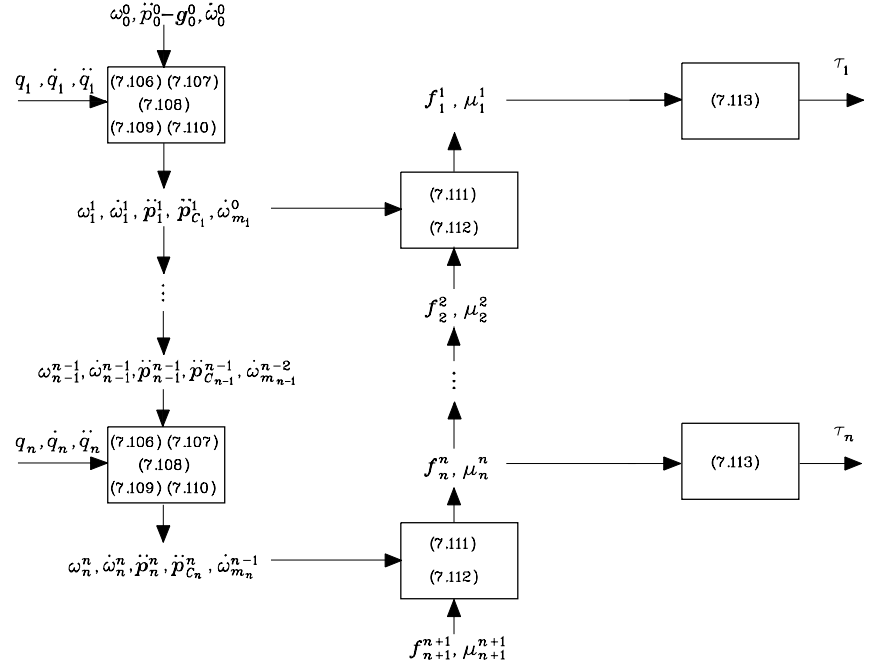 ω₀⁰, p̈₀⁰−g₀⁰, ω̇₀⁰
q₁, q̇₁, q̈₁
(7.106) (7.107)
(7.108)
(7.109) (7.110)
ω₁¹, ω̇₁¹, p̈₁¹, p̈_{C₁}¹, ω̇_{m₁}⁰
⋮
ω_{n−1}^{n−1}, ω̇_{n−1}^{n−1}, p̈_{n−1}^{n−1}, p̈_{C_{n−1}}^{n−1}, ω̇_{m_{n−1}}^{n−2}
q_n, q̇_n, q̈_n
(7.106) (7.107)
(7.108)
(7.109) (7.110)
ω_n^n, ω̇_n^n, p̈_n^n, p̈_{C_n}^n, ω̇_{m_n}^{n−1}
f₁¹, μ₁¹
(7.111)
(7.112)
f₂², μ₂²
⋮
f_n^n, μ_n^n
(7.111)
(7.112)
f_{n+1}^{n+1}, μ_{n+1}^{n+1}
(7.113)
τ₁
(7.113)
τ_n